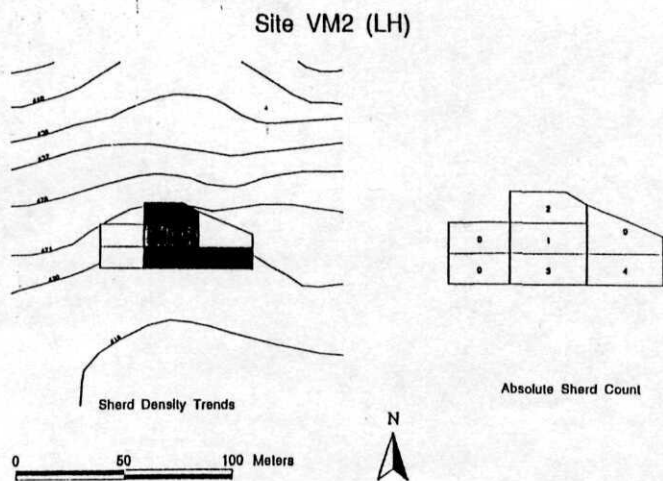 Site VM2 (LH)
2
0 1 0
0 3 4
Sherd Density Trends
Absolute Sherd Count
N
0 50 100 Meters